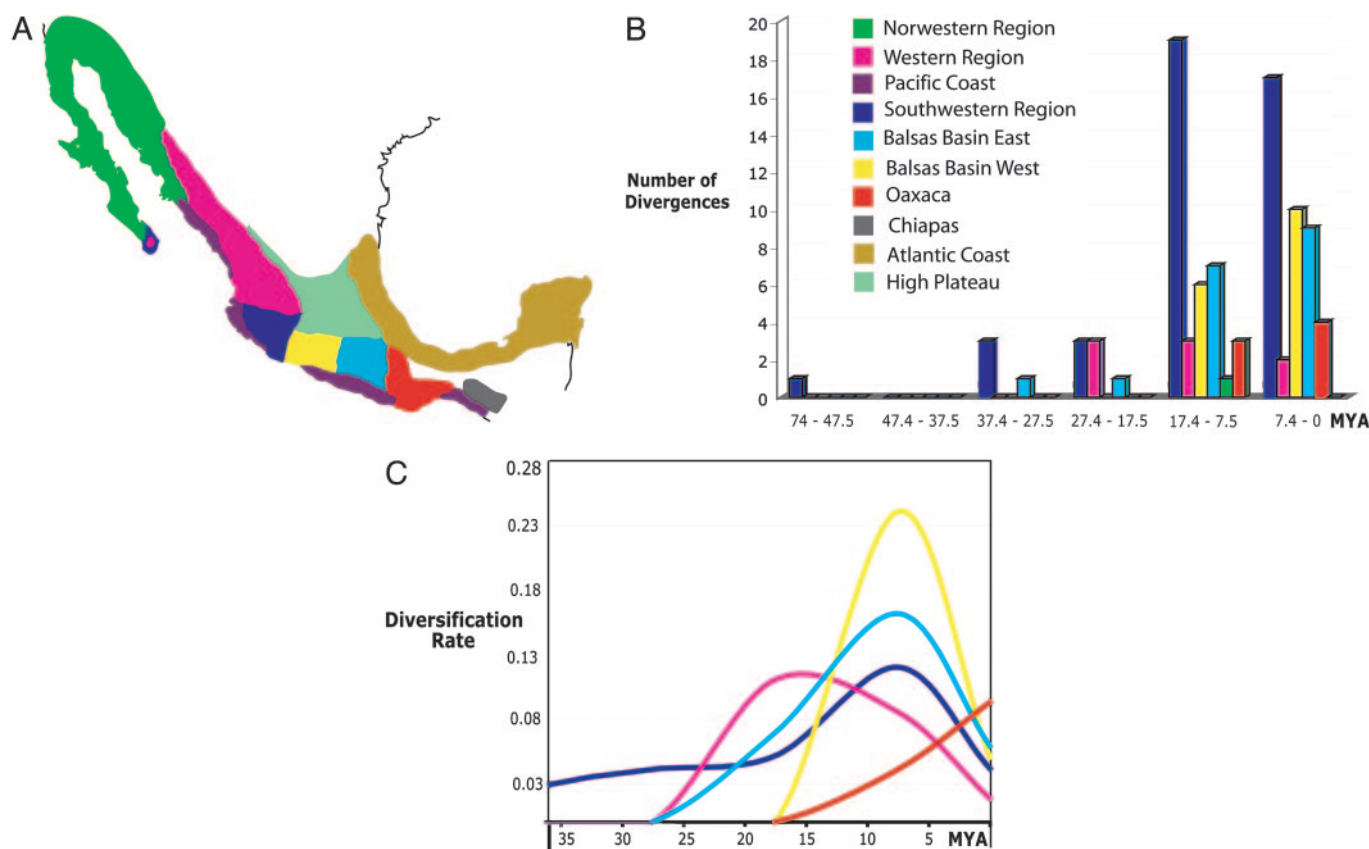 A
B
20
18
16
14
12
10
8
6
4
2
0
Number of
Divergences
Norwestern Region
Western Region
Pacific Coast
Southwestern Region
Balsas Basin East
Balsas Basin West
Oaxaca
Chiapas
Atlantic Coast
High Plateau
74 - 47.5 47.4 - 37.5 37.4 - 27.5 27.4 - 17.5 17.4 - 7.5 7.4 - 0 MYA
C
0.28
0.23
0.18
0.13
0.08
0.03
Diversification
Rate
35 30 25 20 15 10 5 MYA